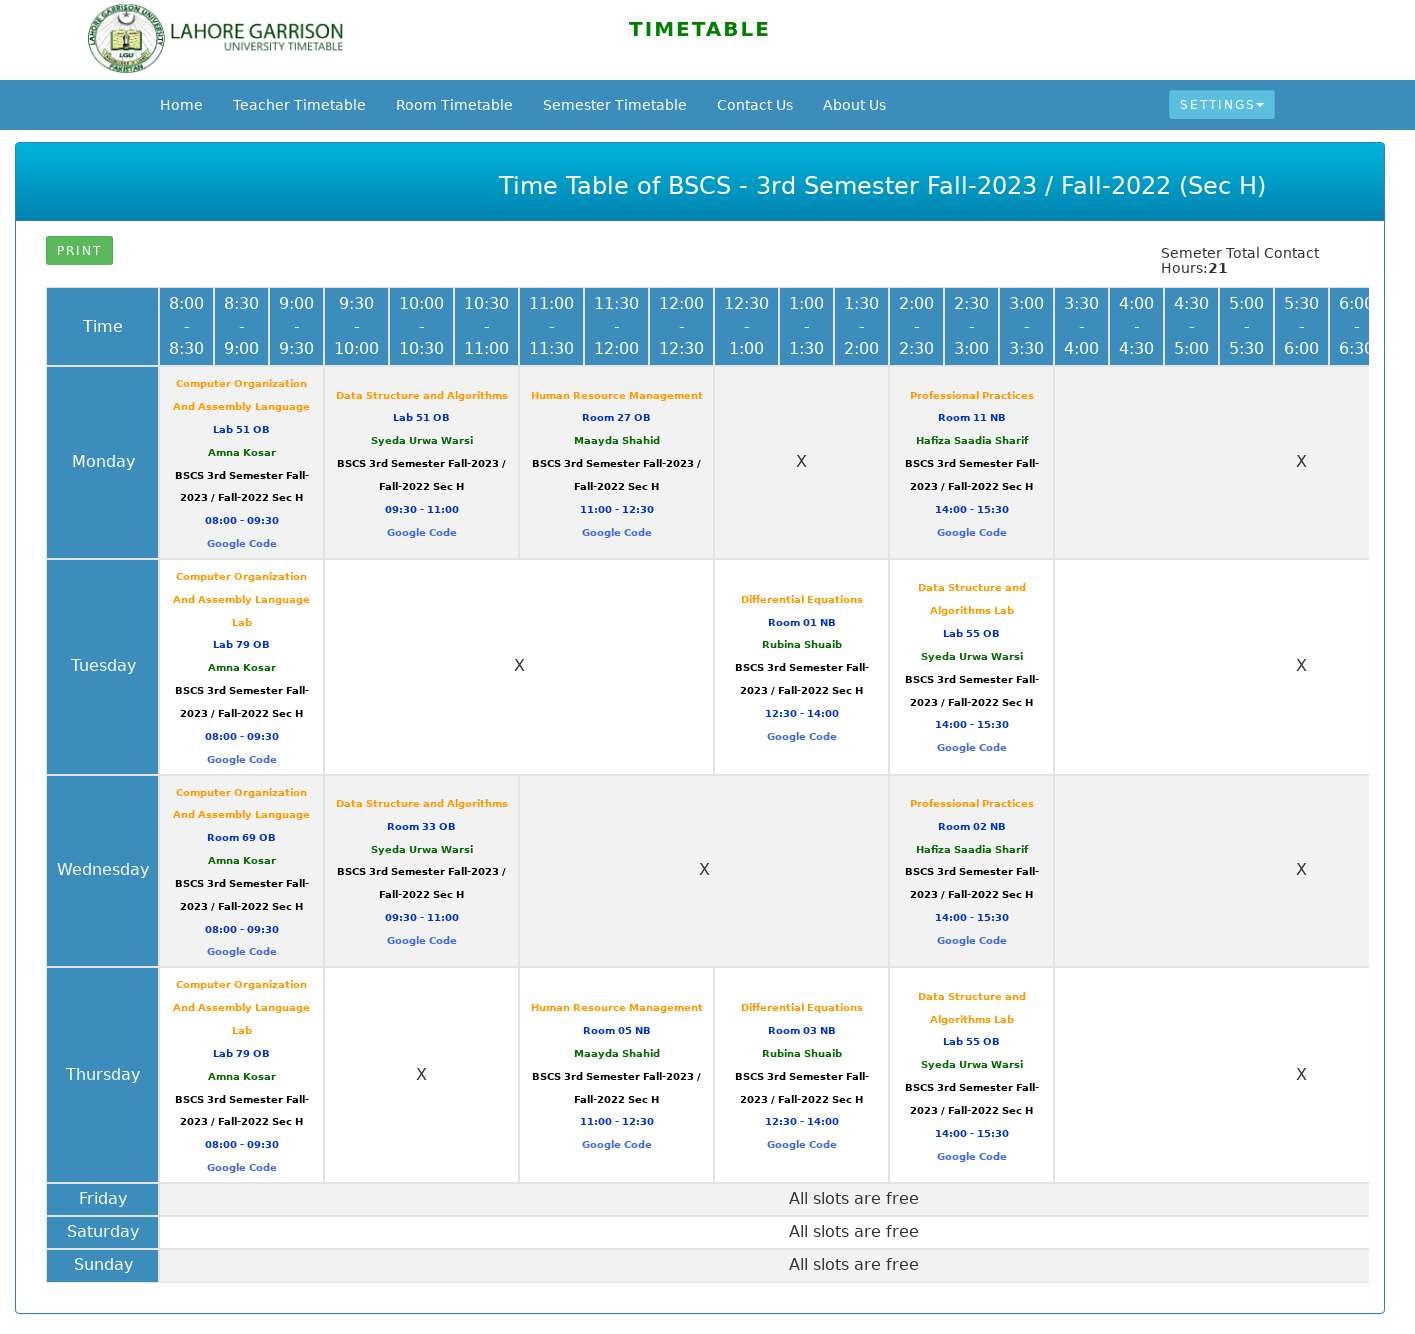 LAHORE GARRISON
UNIVERSITY TIMETABLE
TIMETABLE
Home Teacher Timetable Room Timetable Semester Timetable Contact Us About Us SETTINGS
Time Table of BSCS - 3rd Semester Fall-2023 / Fall-2022 (Sec H)
PRINT
Semeter Total Contact
Hours:21
Time
8:00 - 8:30
8:30 - 9:00
9:00 - 9:30
9:30 - 10:00
10:00 - 10:30
10:30 - 11:00
11:00 - 11:30
11:30 - 12:00
12:00 - 12:30
12:30 - 1:00
1:00 - 1:30
1:30 - 2:00
2:00 - 2:30
2:30 - 3:00
3:00 - 3:30
3:30 - 4:00
4:00 - 4:30
4:30 - 5:00
5:00 - 5:30
5:30 - 6:00
6:00 - 6:30
Monday
Computer Organization
And Assembly Language
Lab 51 OB
Amna Kosar
BSCS 3rd Semester Fall-
2023 / Fall-2022 Sec H
08:00 - 09:30
Google Code
Data Structure and Algorithms
Lab 51 OB
Syeda Urwa Warsi
BSCS 3rd Semester Fall-2023 /
Fall-2022 Sec H
09:30 - 11:00
Google Code
Human Resource Management
Room 27 OB
Maayda Shahid
BSCS 3rd Semester Fall-2023 /
Fall-2022 Sec H
11:00 - 12:30
Google Code
X
Professional Practices
Room 11 NB
Hafiza Saadia Sharif
BSCS 3rd Semester Fall-
2023 / Fall-2022 Sec H
14:00 - 15:30
Google Code
X
Tuesday
Computer Organization
And Assembly Language
Lab
Lab 79 OB
Amna Kosar
BSCS 3rd Semester Fall-
2023 / Fall-2022 Sec H
08:00 - 09:30
Google Code
X
Differential Equations
Room 01 NB
Rubina Shuaib
BSCS 3rd Semester Fall-
2023 / Fall-2022 Sec H
12:30 - 14:00
Google Code
Data Structure and
Algorithms Lab
Lab 55 OB
Syeda Urwa Warsi
BSCS 3rd Semester Fall-
2023 / Fall-2022 Sec H
14:00 - 15:30
Google Code
X
Wednesday
Computer Organization
And Assembly Language
Room 69 OB
Amna Kosar
BSCS 3rd Semester Fall-
2023 / Fall-2022 Sec H
08:00 - 09:30
Google Code
Data Structure and Algorithms
Room 33 OB
Syeda Urwa Warsi
BSCS 3rd Semester Fall-2023 /
Fall-2022 Sec H
09:30 - 11:00
Google Code
X
Professional Practices
Room 02 NB
Hafiza Saadia Sharif
BSCS 3rd Semester Fall-
2023 / Fall-2022 Sec H
14:00 - 15:30
Google Code
X
Thursday
Computer Organization
And Assembly Language
Lab
Lab 79 OB
Amna Kosar
BSCS 3rd Semester Fall-
2023 / Fall-2022 Sec H
08:00 - 09:30
Google Code
X
Human Resource Management
Room 05 NB
Maayda Shahid
BSCS 3rd Semester Fall-2023 /
Fall-2022 Sec H
11:00 - 12:30
Google Code
Differential Equations
Room 03 NB
Rubina Shuaib
BSCS 3rd Semester Fall-
2023 / Fall-2022 Sec H
12:30 - 14:00
Google Code
Data Structure and
Algorithms Lab
Lab 55 OB
Syeda Urwa Warsi
BSCS 3rd Semester Fall-
2023 / Fall-2022 Sec H
14:00 - 15:30
Google Code
X
Friday
All slots are free
Saturday
All slots are free
Sunday
All slots are free